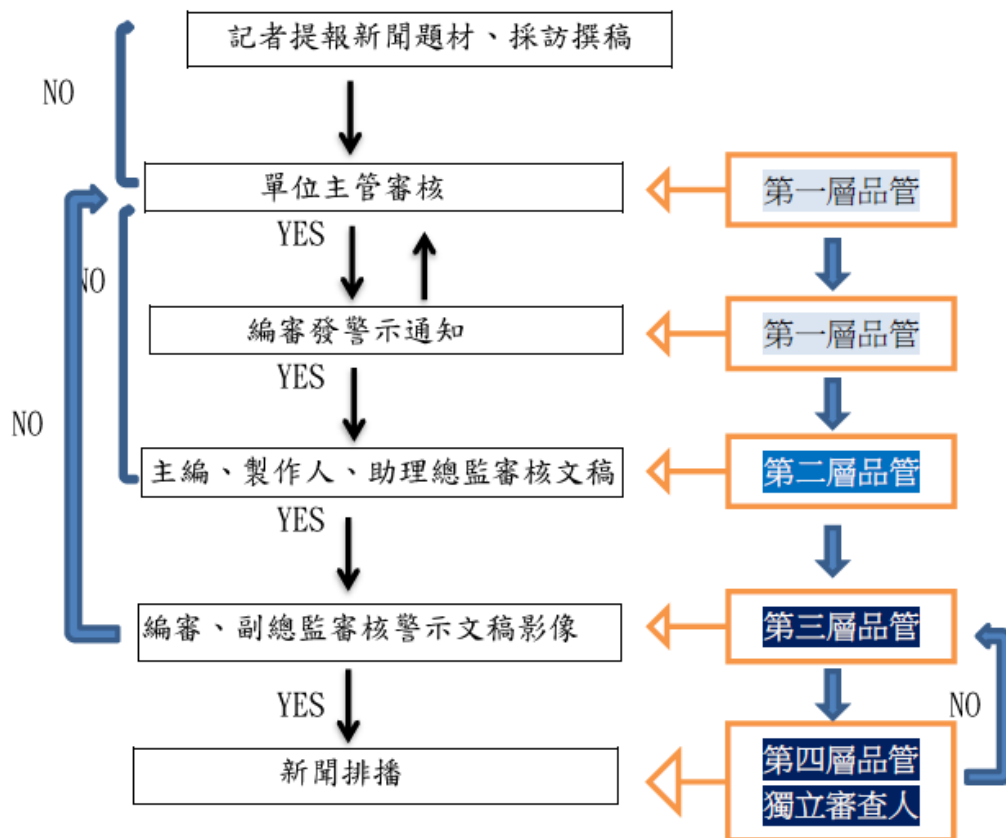 記者提報新聞題材、採訪撰稿
NO
單位主管審核
第一層品管
YES
NO
編審發警示通知
第一層品管
YES
NO
主編、製作人、助理總監審核文稿
第二層品管
YES
編審、副總監審核警示文稿影像
第三層品管
YES
NO
新聞排播
第四層品管
獨立審查人